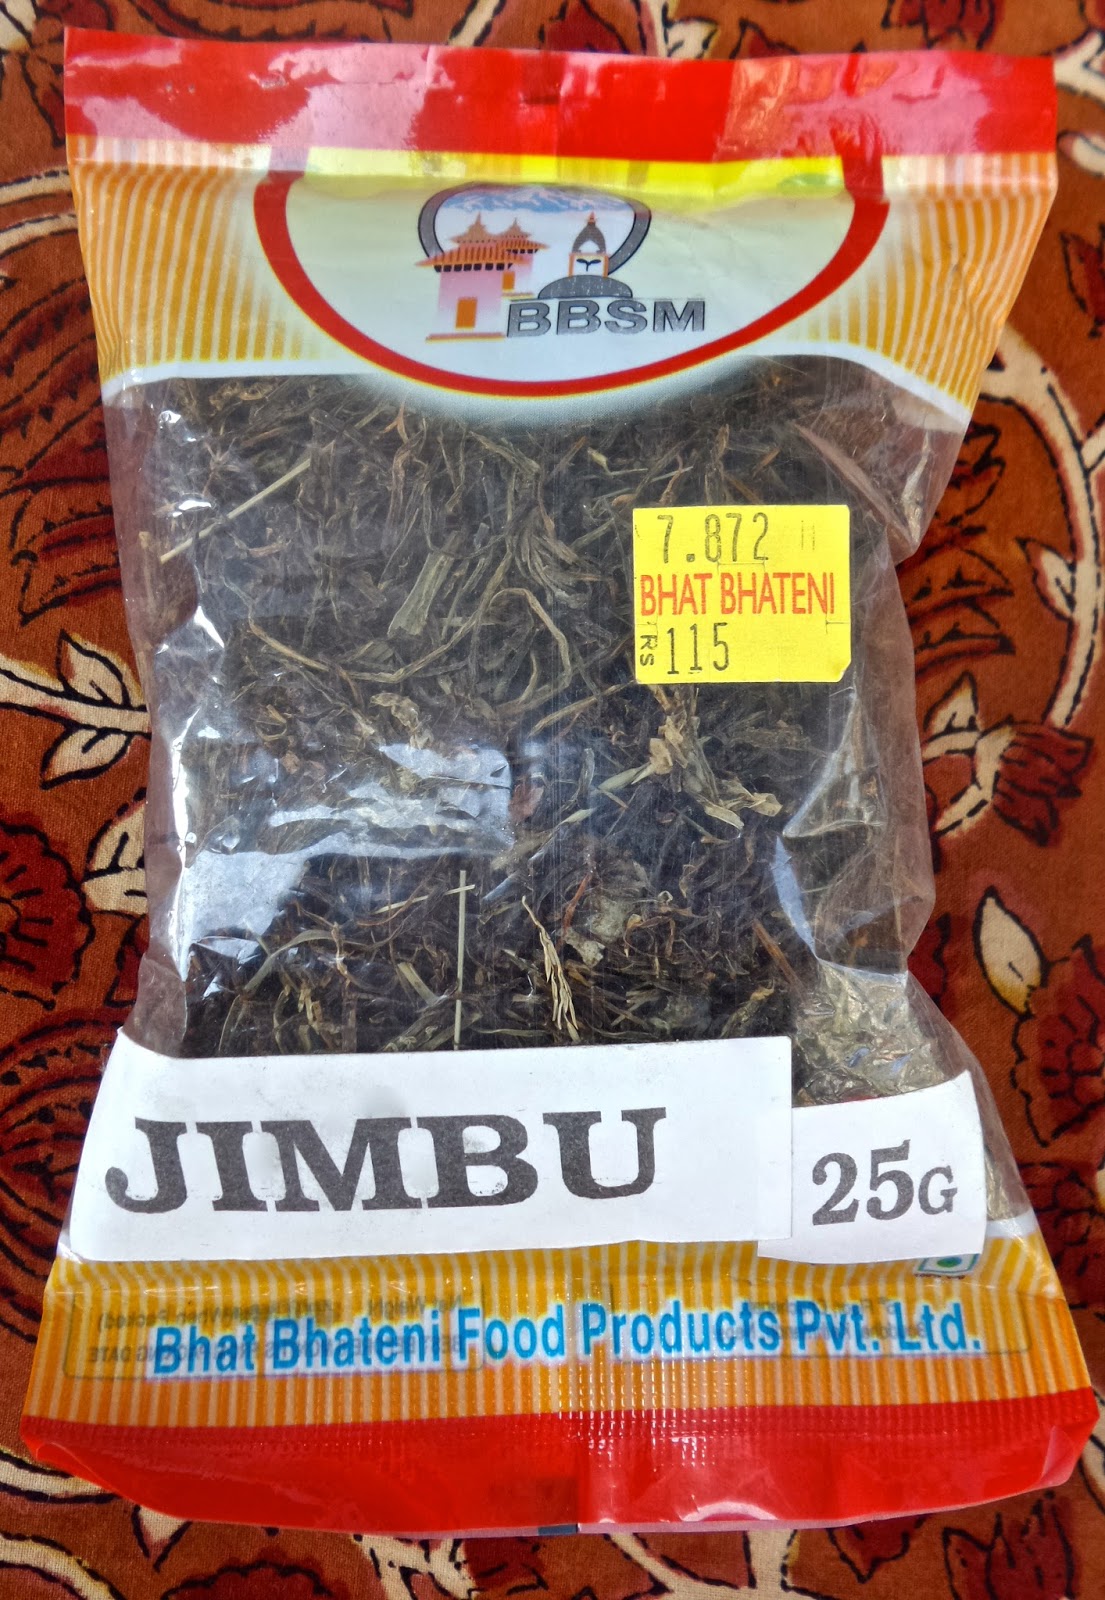 BBSM
7.872
BHAT BHATENI
RS 115
JIMBU
25G
Bhat Bhateni Food Products Pvt. Ltd.